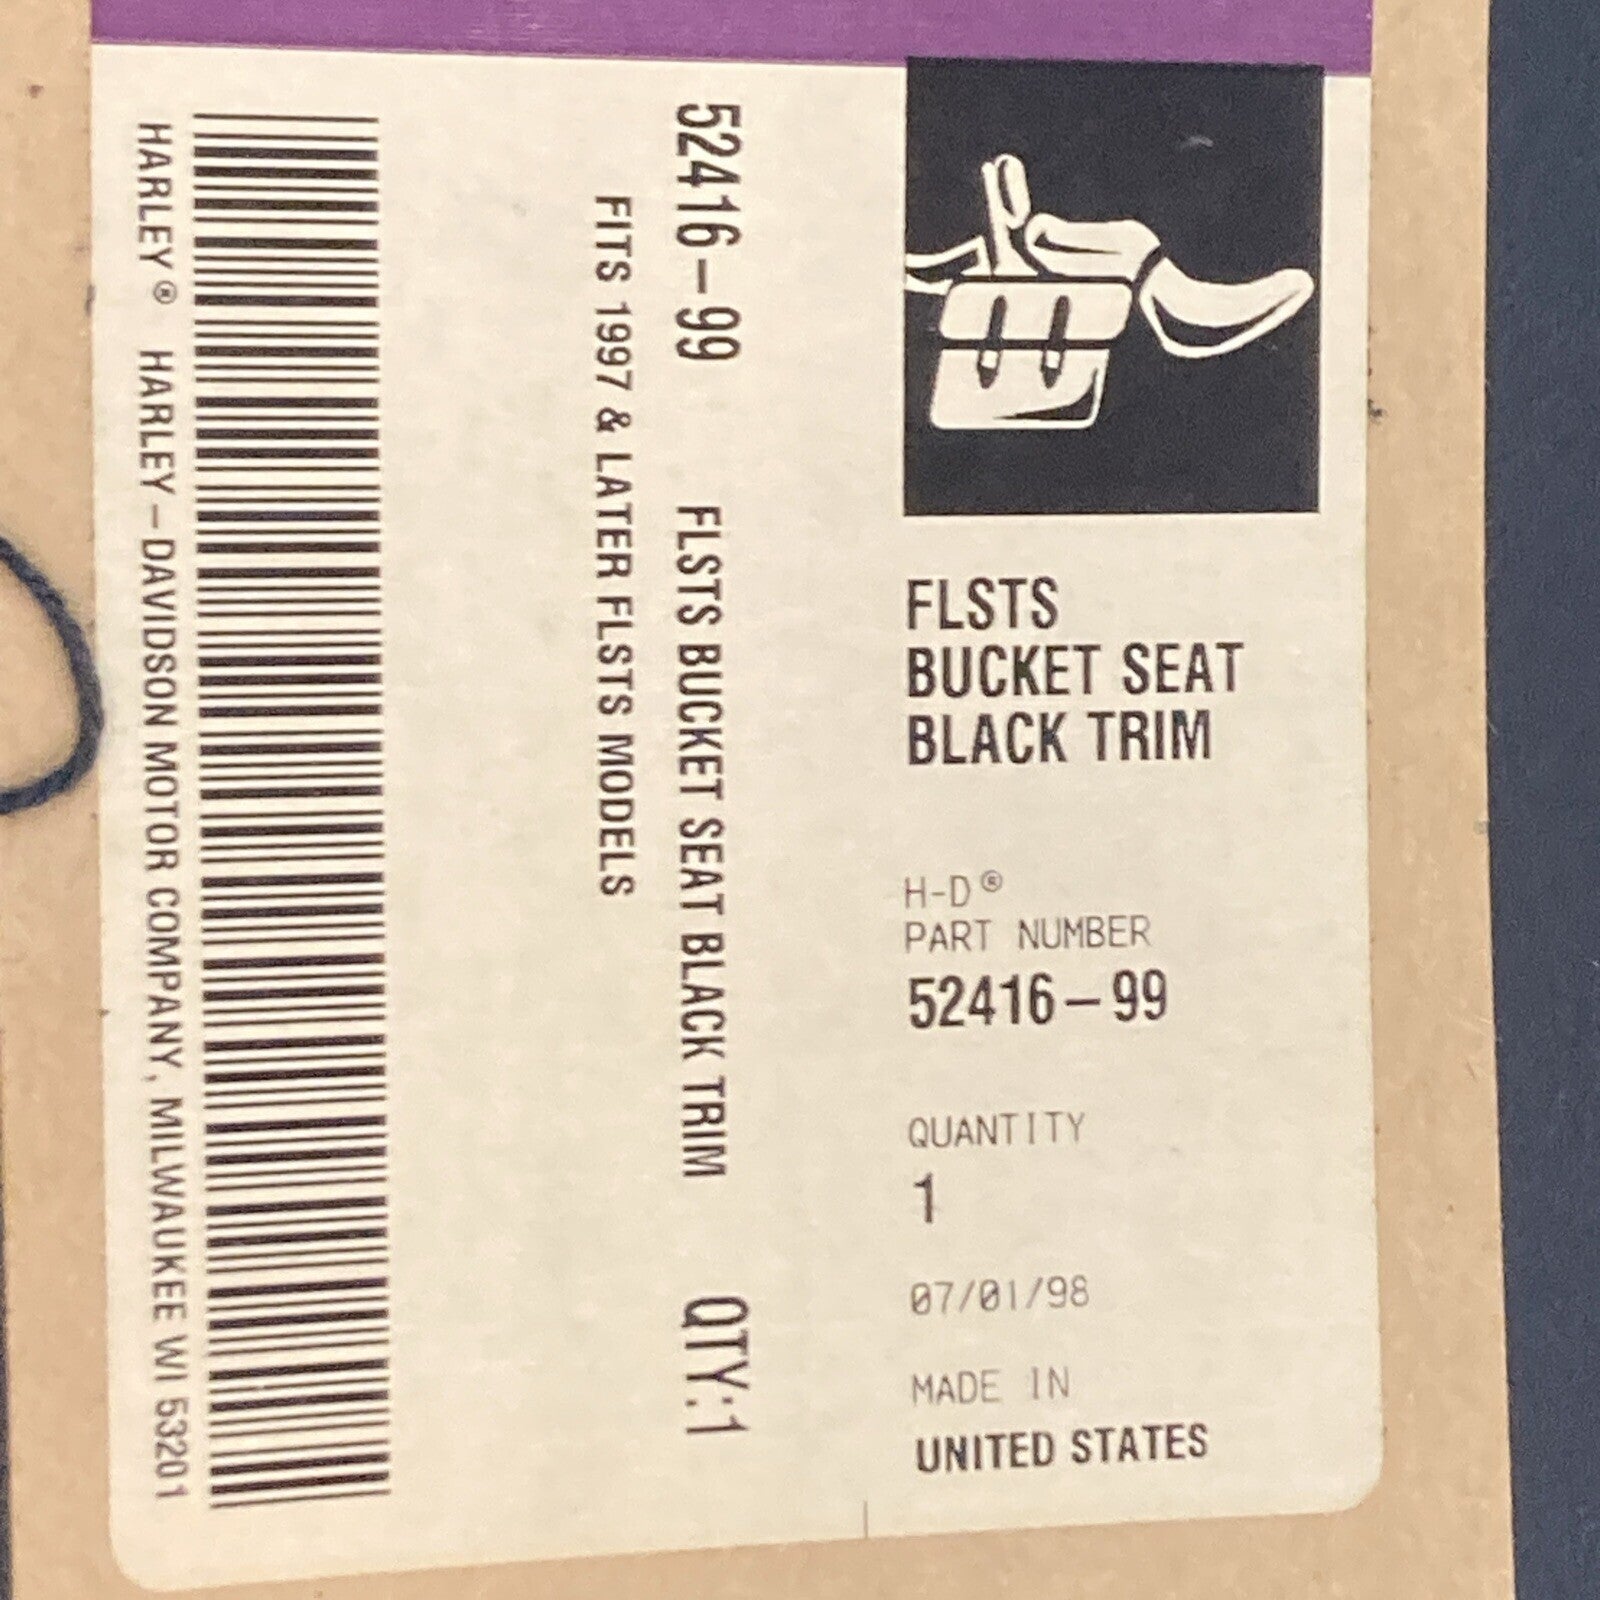 FLSTS
BUCKET SEAT
BLACK TRIM
H-D®
PART NUMBER
52416-99
QUANTITY
1
07/01/98
MADE IN
UNITED STATES
52416-99 FLSTS BUCKET SEAT BLACK TRIM QTY:1
FITS 1997 & LATER FLSTS MODELS
HARLEY® HARLEY-DAVIDSON MOTOR COMPANY, MILWAUKEE WI 53201